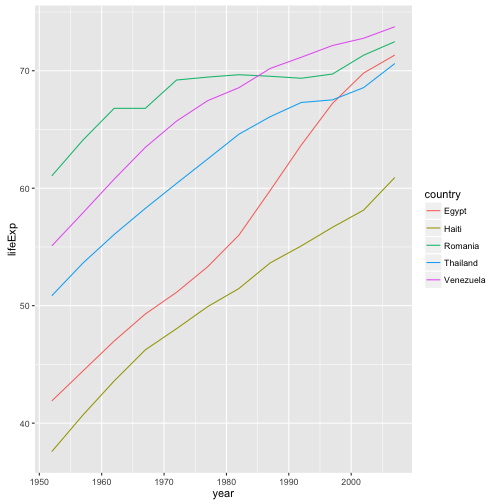 70
60
50
40
lifeExp
1950 1960 1970 1980 1990 2000
year
country
Egypt
Haiti
Romania
Thailand
Venezuela